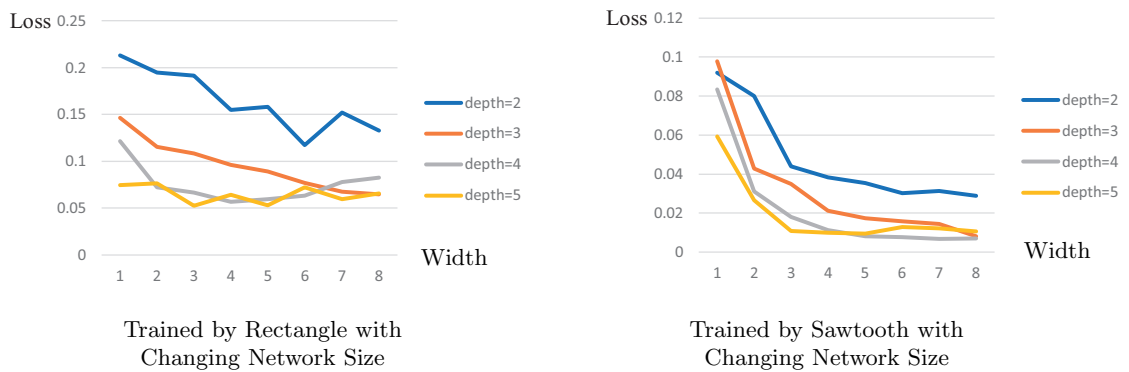 Loss
0.25
0.2
0.15
0.1
0.05
0
1 2 3 4 5 6 7 8
Width
depth=2
depth=3
depth=4
depth=5
Trained by Rectangle with
Changing Network Size
Loss
0.12
0.1
0.08
0.06
0.04
0.02
0
1 2 3 4 5 6 7 8
Width
depth=2
depth=3
depth=4
depth=5
Trained by Sawtooth with
Changing Network Size